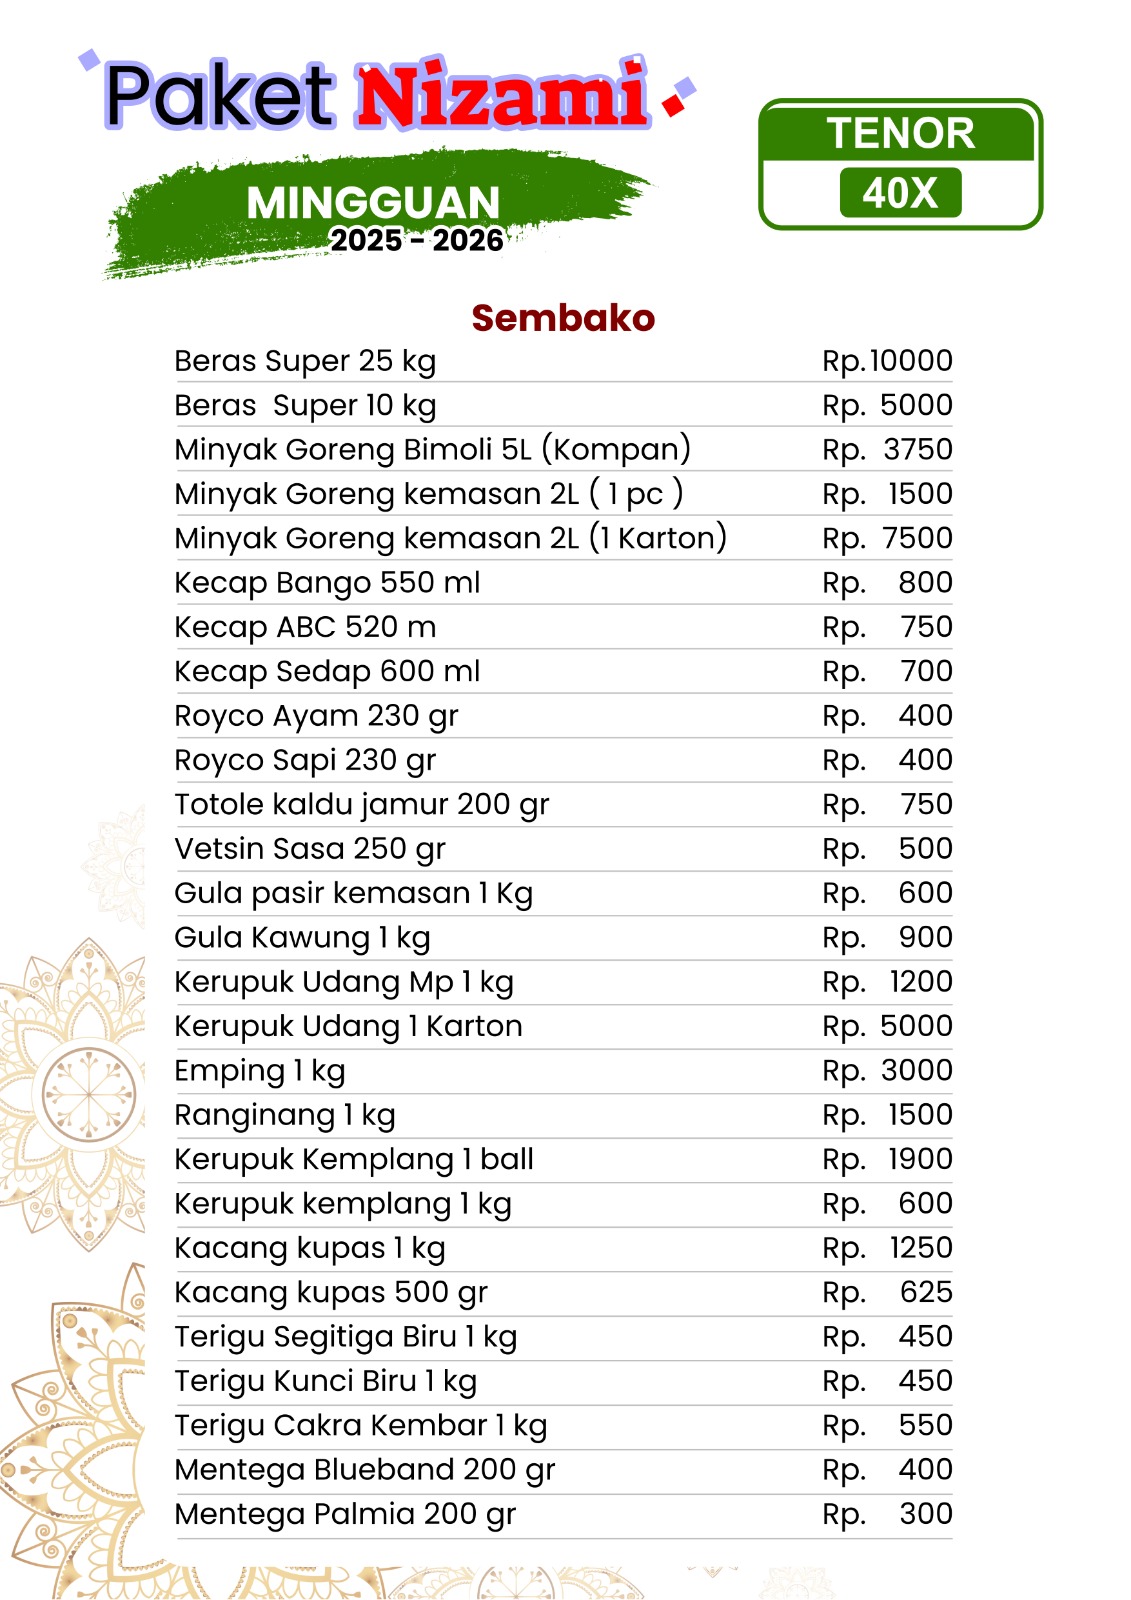 Paket Nizami
MINGGUAN
2025 - 2026
TENOR
40X
Sembako
Beras Super 25 kg Rp.10000
Beras  Super 10 kg Rp. 5000
Minyak Goreng Bimoli 5L (Kompan) Rp. 3750
Minyak Goreng kemasan 2L ( 1 pc ) Rp. 1500
Minyak Goreng kemasan 2L (1 Karton) Rp. 7500
Kecap Bango 550 ml Rp. 800
Kecap ABC 520 m Rp. 750
Kecap Sedap 600 ml Rp. 700
Royco Ayam 230 gr Rp. 400
Royco Sapi 230 gr Rp. 400
Totole kaldu jamur 200 gr Rp. 750
Vetsin Sasa 250 gr Rp. 500
Gula pasir kemasan 1 Kg Rp. 600
Gula Kawung 1 kg Rp. 900
Kerupuk Udang Mp 1 kg Rp. 1200
Kerupuk Udang 1 Karton Rp. 5000
Emping 1 kg Rp. 3000
Ranginang 1 kg Rp. 1500
Kerupuk Kemplang 1 ball Rp. 1900
Kerupuk kemplang 1 kg Rp. 600
Kacang kupas 1 kg Rp. 1250
Kacang kupas 500 gr Rp. 625
Terigu Segitiga Biru 1 kg Rp. 450
Terigu Kunci Biru 1 kg Rp. 450
Terigu Cakra Kembar 1 kg Rp. 550
Mentega Blueband 200 gr Rp. 400
Mentega Palmia 200 gr Rp. 300